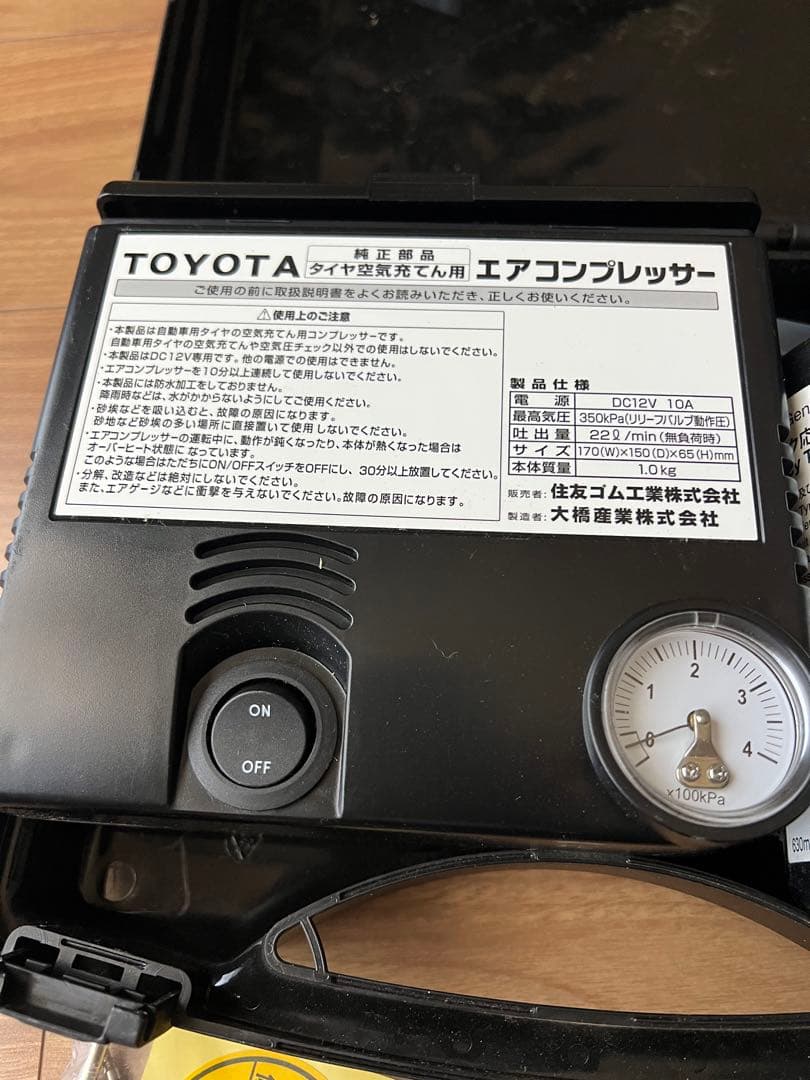 TOYOTA 純正部品 タイヤ空気充てん用 エアコンプレッサー
ご使用の前に取扱説明書をよくお読みいただき、正しくお使いください。
⚠使用上のご注意
・本製品は自動車用タイヤの空気充てん用コンプレッサーです。
自動車用タイヤの空気充てんや空気圧チェック以外での使用はしないでください。
・本製品はDC12V専用です。他の電源での使用はできません。
・エアコンプレッサーを10分以上連続して使用しないでください。
・本製品には防水加工をしておりません。
降雨時などは、水がかからないようにしてご使用ください。
・砂埃などを吸い込むと、故障の原因になります。
砂地など砂埃の多い場所に直接置いて使用しないでください。
・エアコンプレッサーの運転中に、動作が鈍くなったり、本体が熱くなった場合は
オーバーヒート状態になっています。
このような場合はただちにON/OFFスイッチをOFFにし、30分以上放置してください。
・分解、改造などは絶対にしないでください。
また、エアゲージなどに衝撃を与えないでください。故障の原因になります。
製品仕様
電源 DC12V 10A
最高気圧 350kPa(リリーフバルブ動作圧)
吐出量 22ℓ/min(無負荷時)
サイズ 170(W)×150(D)×65(H)mm
本体質量 1.0kg
販売者: 住友ゴム工業株式会社
製造者: 大橋産業株式会社
ON
OFF
0 1 2 3 4
×100kPa